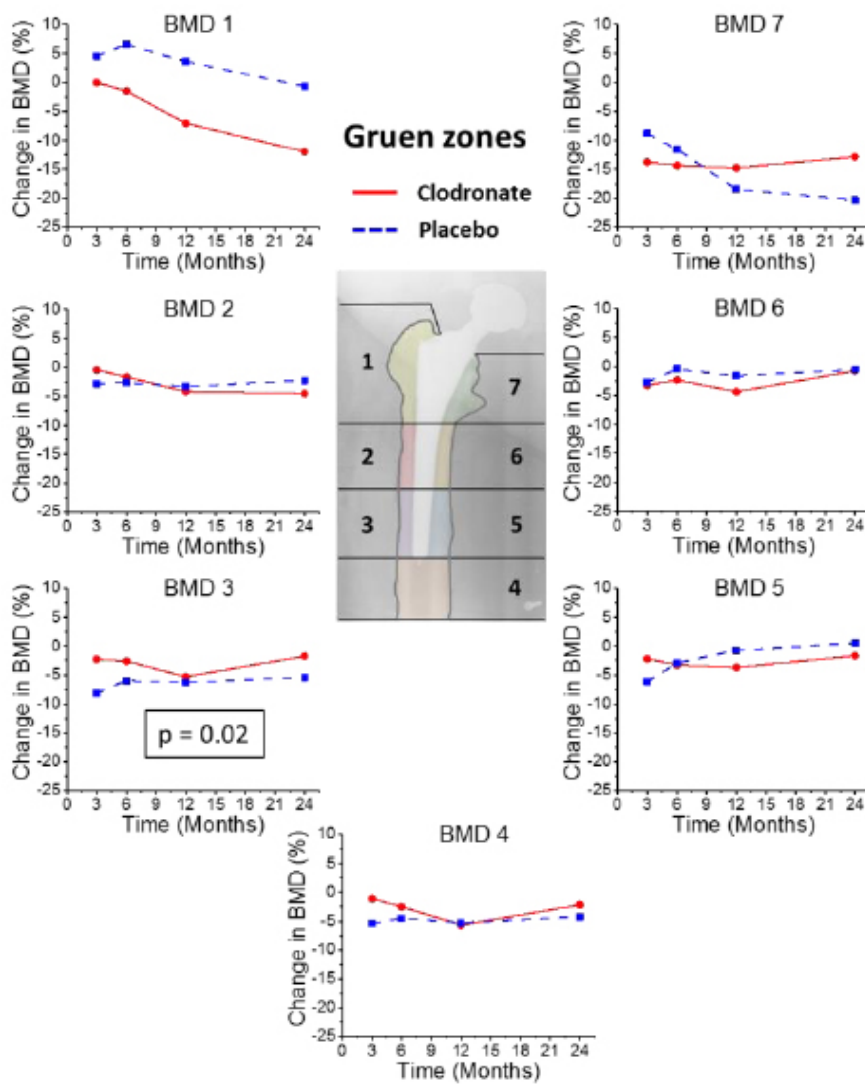 BMD 1
Change in BMD (%)
10
5
0
-5
-10
-15
-20
-25
0 3 6 9 12 15 18 21 24
Time (Months)
Gruen zones
Clodronate
Placebo
BMD 7
Change in BMD (%)
10
5
0
-5
-10
-15
-20
-25
0 3 6 9 12 15 18 21 24
Time (Months)
BMD 2
Change in BMD (%)
10
5
0
-5
-10
-15
-20
-25
0 3 6 9 12 15 18 21 24
Time (Months)
1
7
2
6
3
5
4
BMD 6
Change in BMD (%)
10
5
0
-5
-10
-15
-20
-25
0 3 6 9 12 15 18 21 24
Time (Months)
BMD 3
Change in BMD (%)
10
5
0
-5
-10
-15
-20
-25
p = 0.02
0 3 6 9 12 15 18 21 24
Time (Months)
BMD 5
Change in BMD (%)
10
5
0
-5
-10
-15
-20
-25
0 3 6 9 12 15 18 21 24
Time (Months)
BMD 4
Change in BMD (%)
10
5
0
-5
-10
-15
-20
-25
0 3 6 9 12 15 18 21 24
Time (Months)